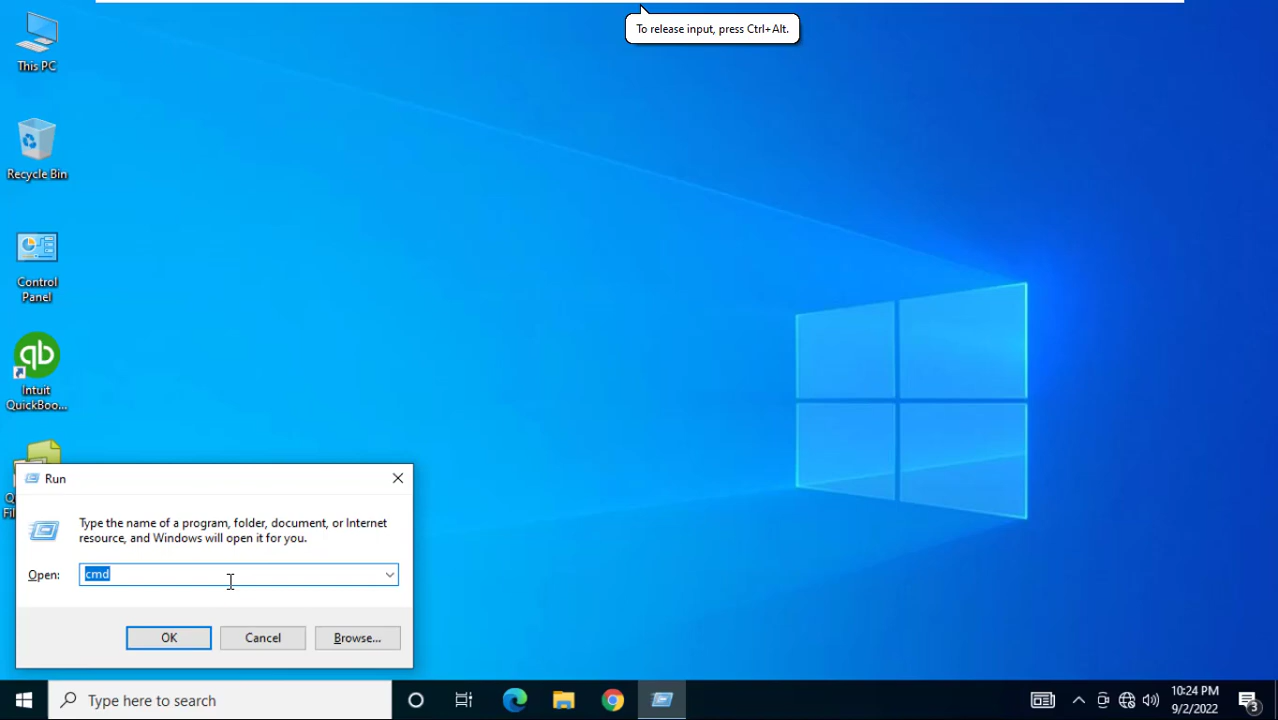 To release input, press Ctrl+Alt.
This PC
Recycle Bin
Control
Panel
qb
Intuit
QuickBoo...
Run
Type the name of a program, folder, document, or Internet
resource, and Windows will open it for you.
Open:
cmd
OK
Cancel
Browse...
Type here to search
10:24 PM
9/2/2022
3